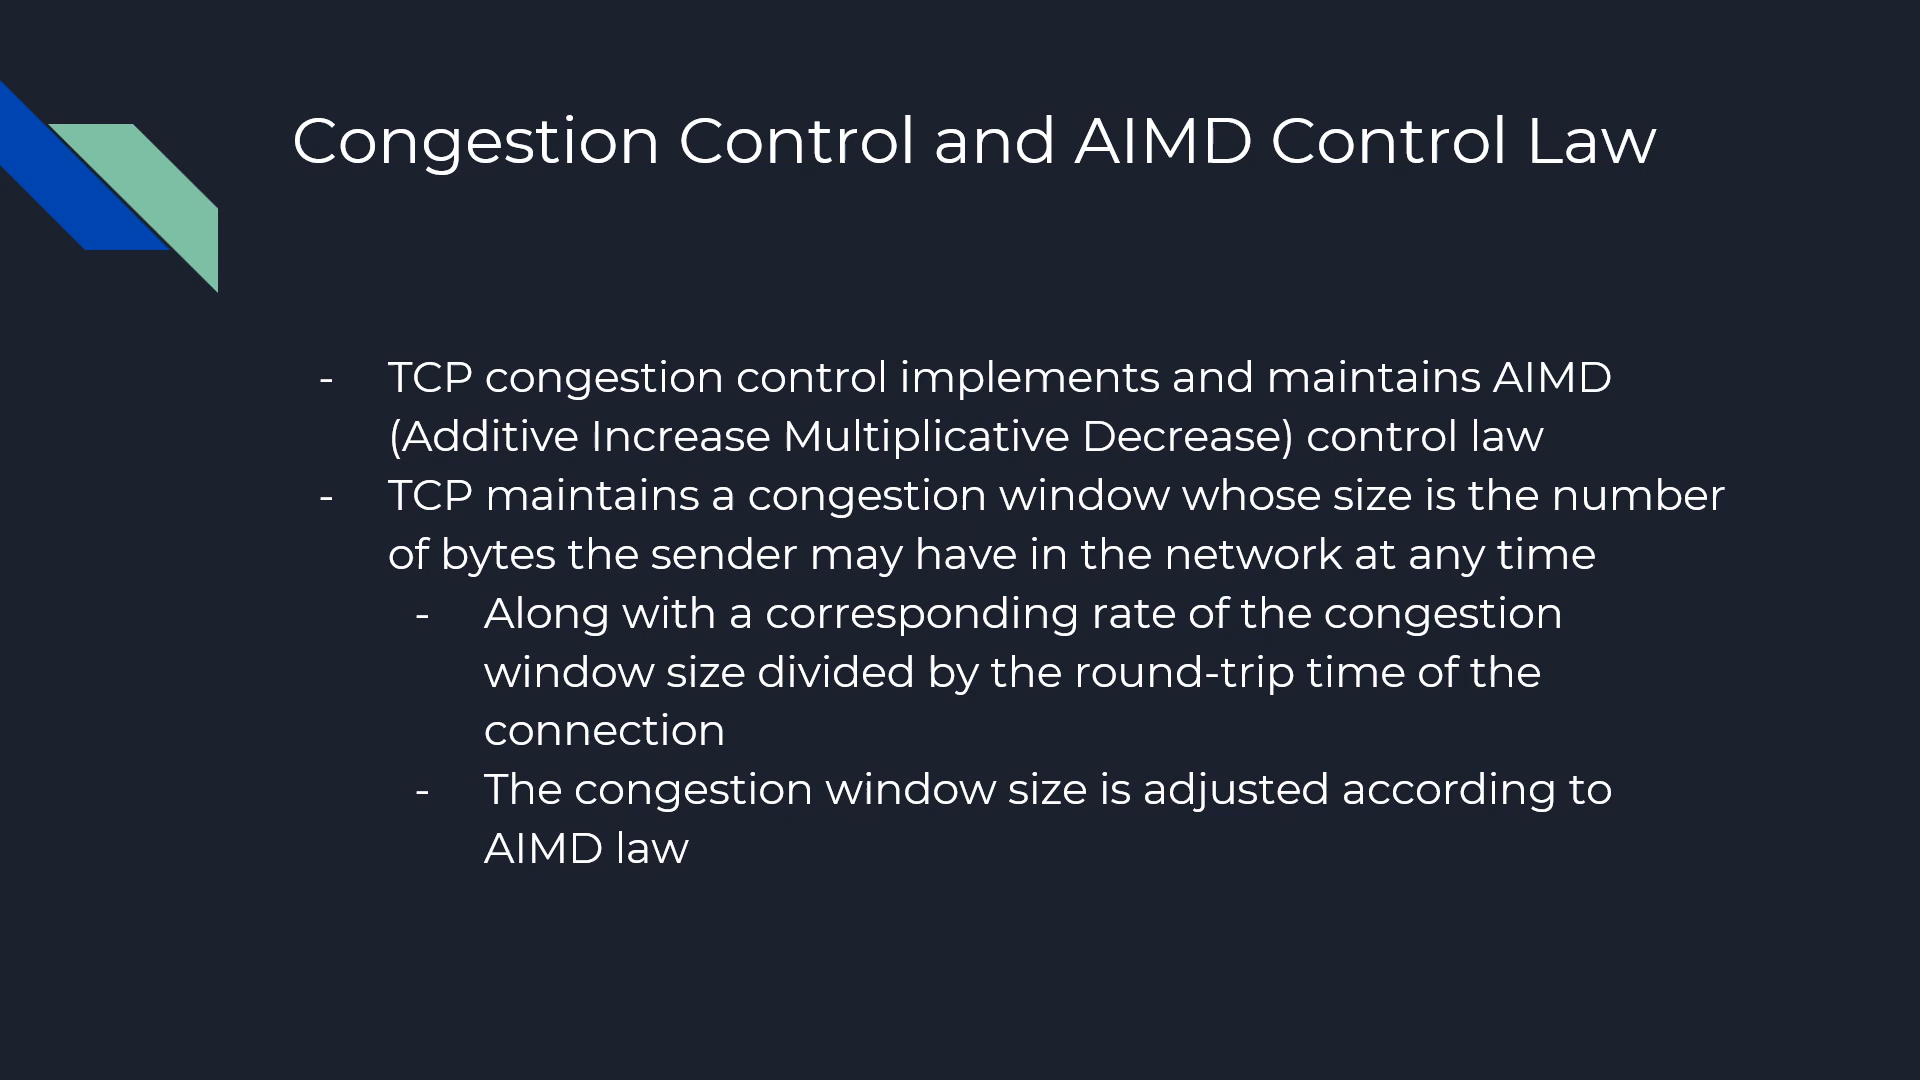 Congestion Control and AIMD Control Law
- TCP congestion control implements and maintains AIMD
(Additive Increase Multiplicative Decrease) control law
- TCP maintains a congestion window whose size is the number
of bytes the sender may have in the network at any time
- Along with a corresponding rate of the congestion
window size divided by the round-trip time of the
connection
- The congestion window size is adjusted according to
AIMD law